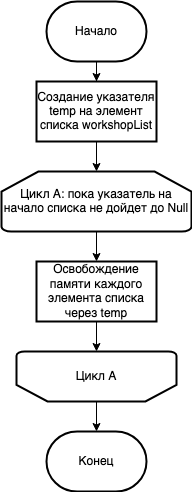 Начало
Создание указателя
temp на элемент
списка workshopList
Цикл А: пока указатель на
начало списка не дойдет до Null
Освобождение
памяти каждого
элемента списка
через temp
Цикл А
Конец